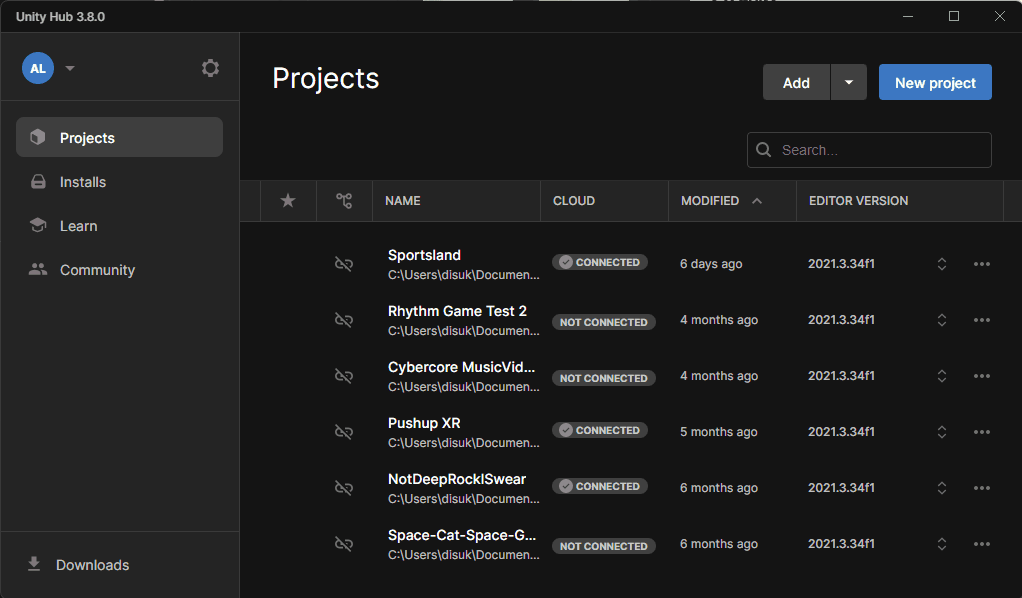 Unity Hub 3.8.0
AL
Projects
Installs
Learn
Community
Downloads
Projects
Add
New project
Search...
NAME CLOUD MODIFIED EDITOR VERSION
Sportsland CONNECTED 6 days ago 2021.3.34f1
C:\Users\disuk\Documen...
Rhythm Game Test 2 NOT CONNECTED 4 months ago 2021.3.34f1
C:\Users\disuk\Documen...
Cybercore MusicVid... NOT CONNECTED 4 months ago 2021.3.34f1
C:\Users\disuk\Documen...
Pushup XR CONNECTED 5 months ago 2021.3.34f1
C:\Users\disuk\Documen...
NotDeepRockISwear CONNECTED 6 months ago 2021.3.34f1
C:\Users\disuk\Documen...
Space-Cat-Space-G... NOT CONNECTED 6 months ago 2021.3.34f1
C:\Users\disuk\Documen...